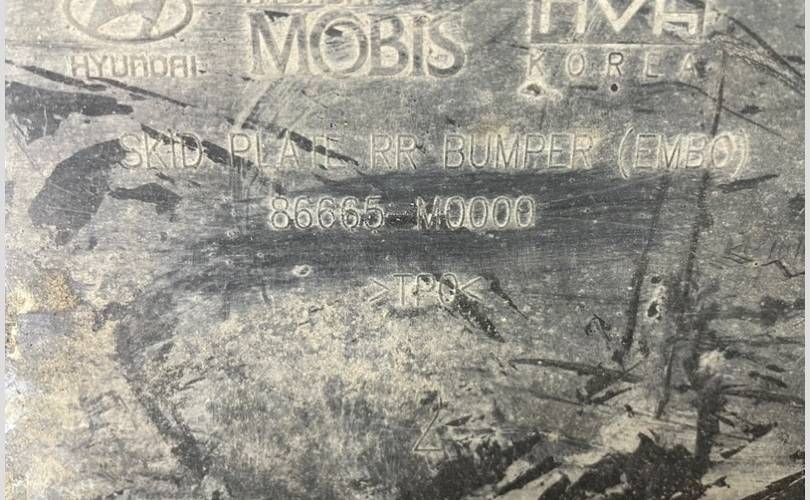 HYUNDAI MOBIS KOREA
SKID PLATE RR BUMPER (EMBO)
86665 M0000
>TPO<